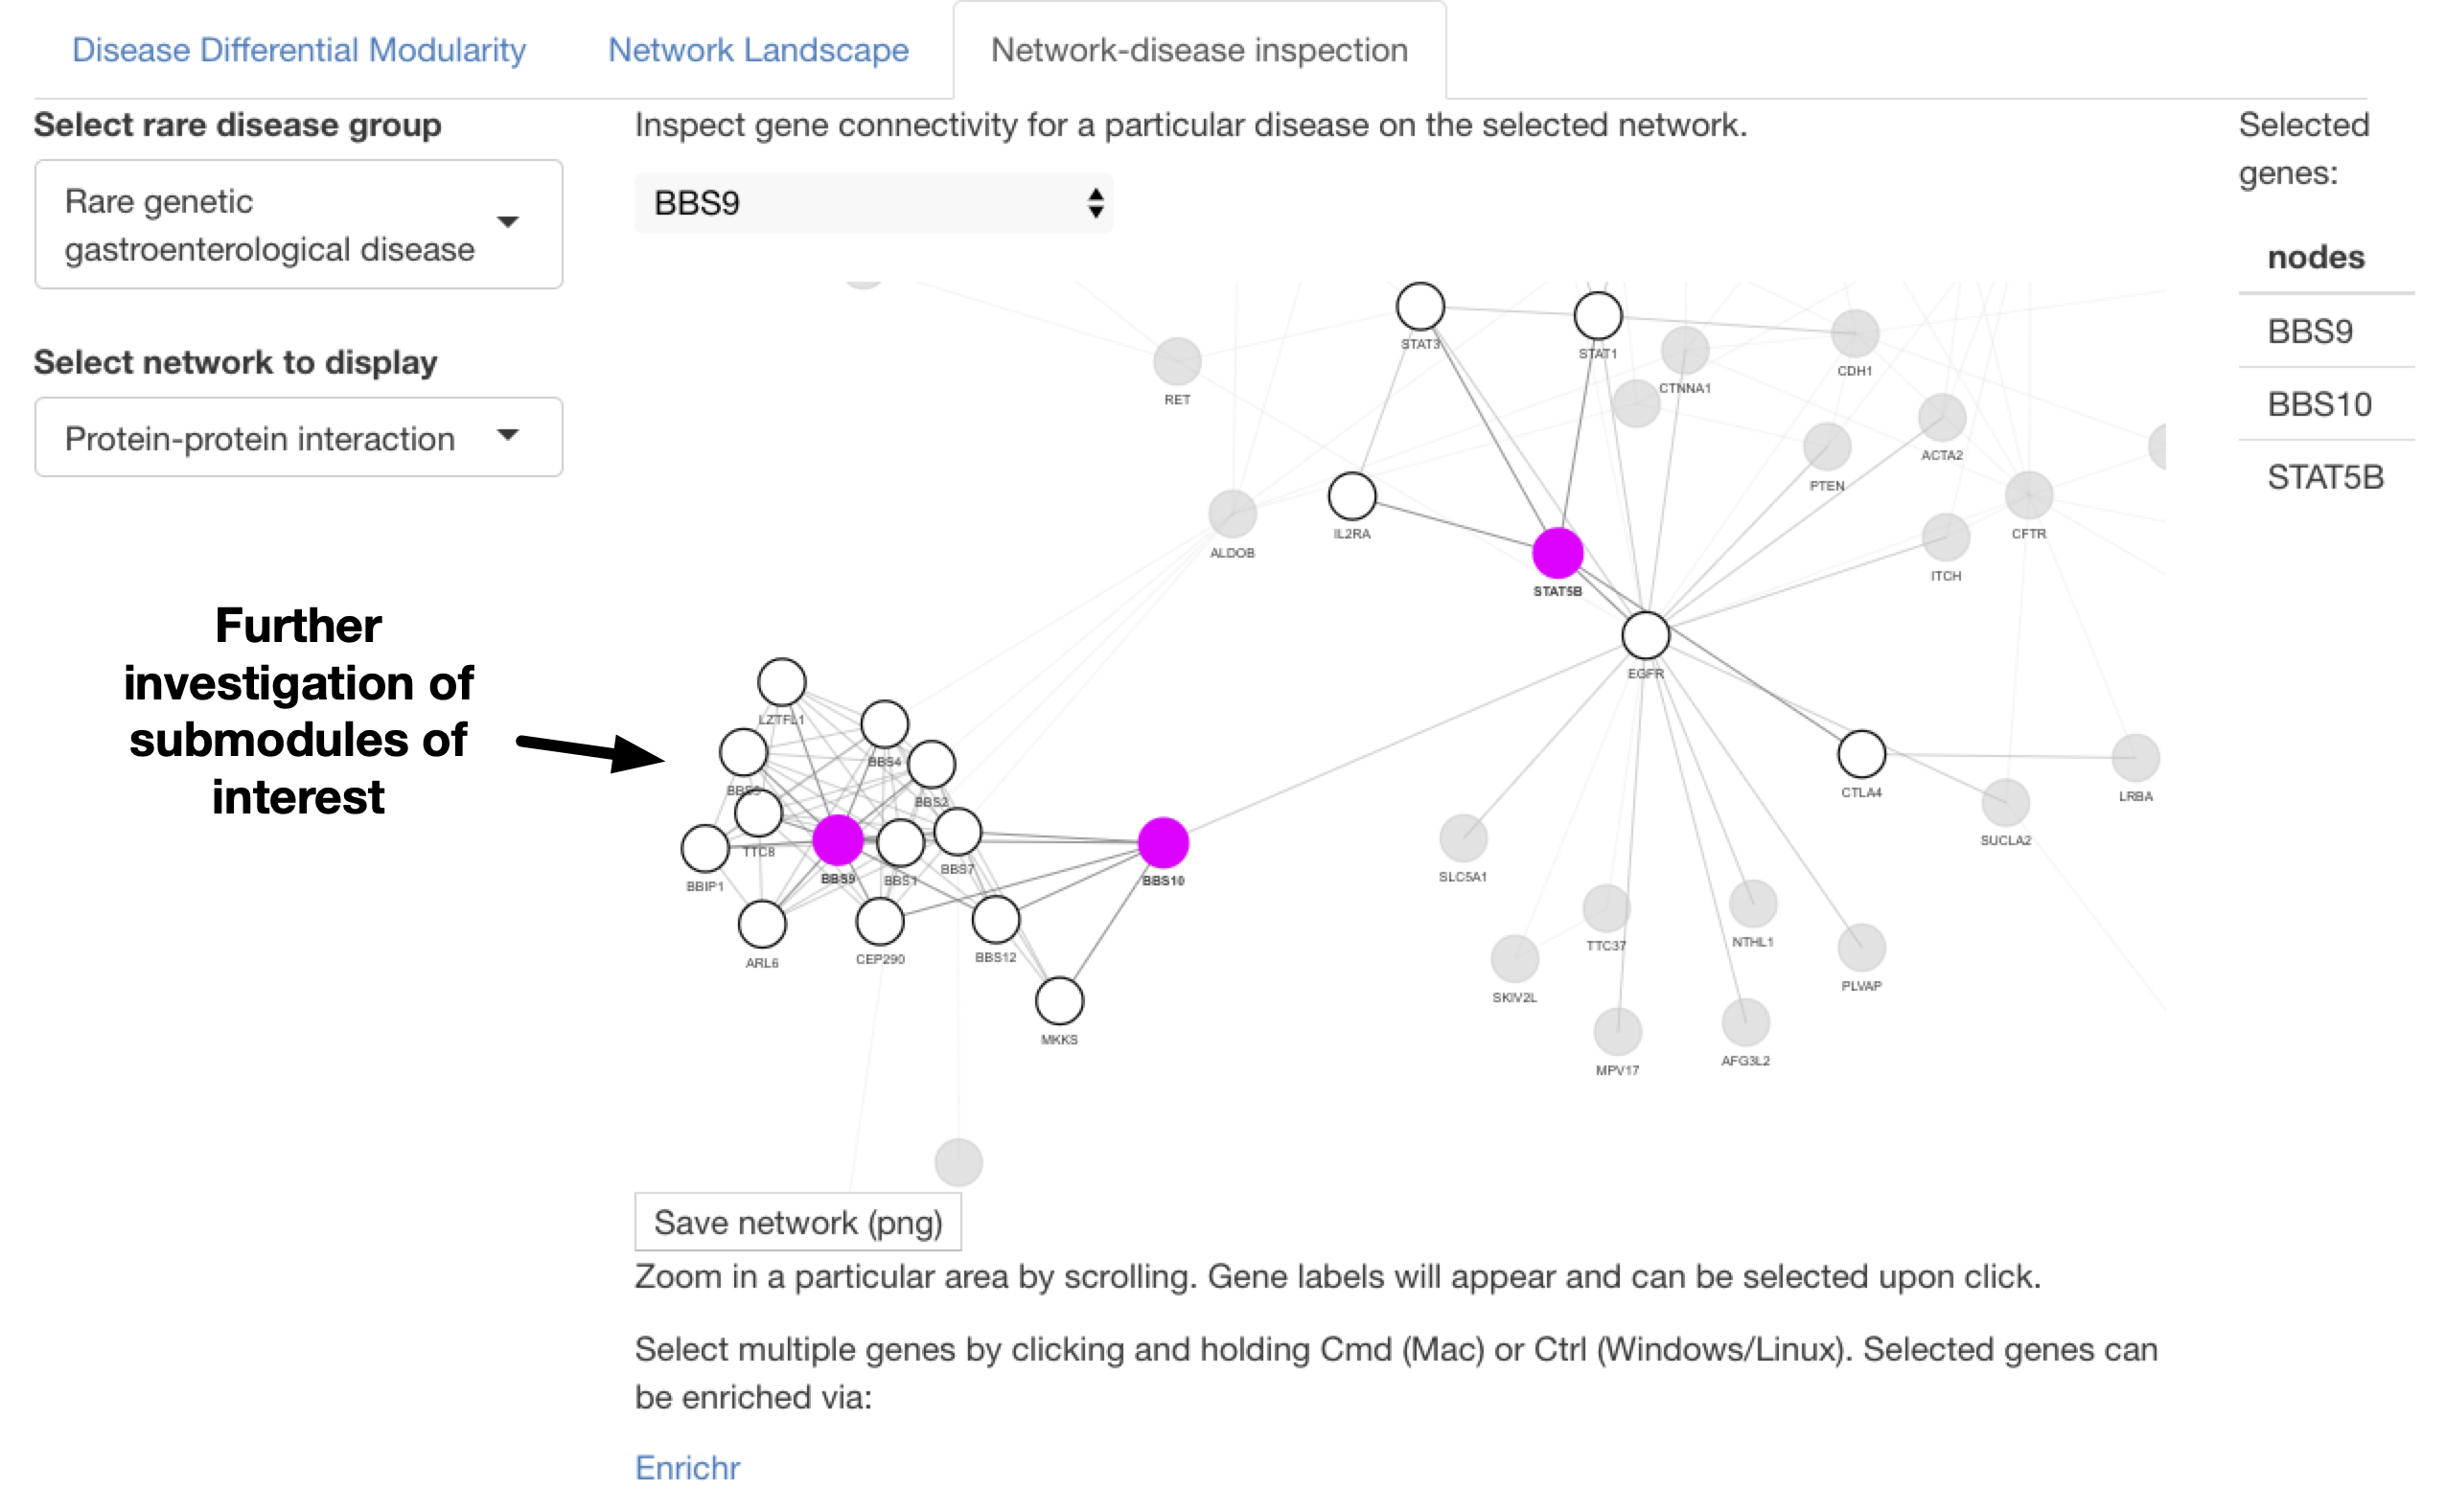 Disease Differential Modularity
Network Landscape
Network-disease inspection
Select rare disease group
Rare genetic
gastroenterological disease
Select network to display
Protein-protein interaction
Further
investigation of
submodules of
interest
Inspect gene connectivity for a particular disease on the selected network.
BBS9
STAT3
STAT1
CDH1
CTNNA1
RET
ACTA2
PTEN
IL2RA
CFTR
ALDOB
ITCH
STAT5B
EGFR
LZTFL1
BBS4
BBS2
CTLA4
LRBA
SUCLA2
TTC8
BBS7
BBS9
BBS1
BBS10
BBIP1
SLC5A1
ARL6
CEP290
BBS12
TTC37
NTHL1
SKIV2L
PLVAP
MKKS
MPV17
AFG3L2
Save network (png)
Zoom in a particular area by scrolling. Gene labels will appear and can be selected upon click.
Select multiple genes by clicking and holding Cmd (Mac) or Ctrl (Windows/Linux). Selected genes can
be enriched via:
Enrichr
Selected
genes:
nodes
BBS9
BBS10
STAT5B